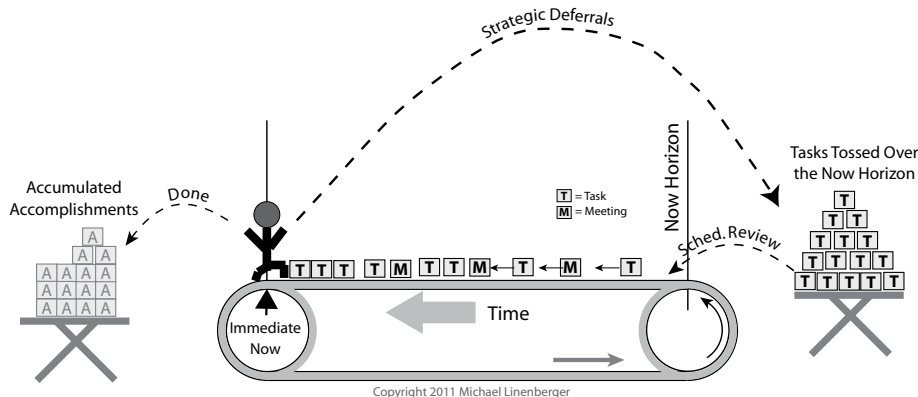 Strategic Deferrals
Now Horizon
Tasks Tossed Over
the Now Horizon
Accumulated
Accomplishments
Done
T = Task
M = Meeting
Sched. Review
T
T T
T T T
T T T T
T T T T T
A
A A
A A A A
A A A A
A A A A
T T T T M T T M T M T
Immediate
Now
Time
Copyright 2011 Michael Linenberger